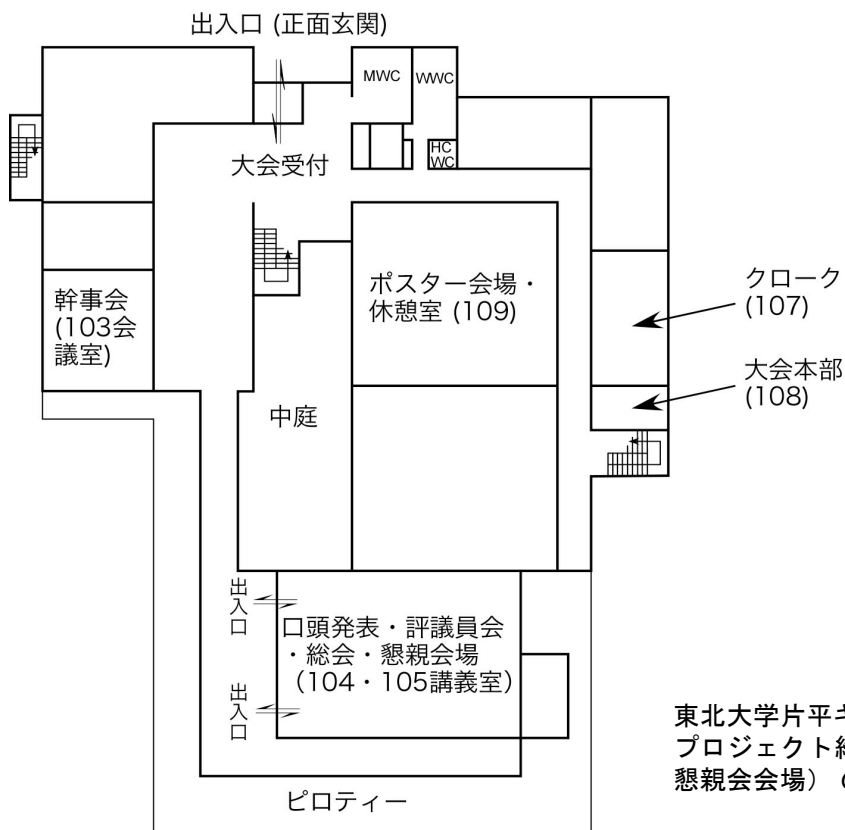 出入口 (正面玄関)
MWC
WWC
HC
WC
大会受付
ポスター会場・
休憩室 (109)
クローク
(107)
幹事会
(103会
議室)
大会本部
(108)
中庭
出入口
口頭発表・評議員会
・総会・懇親会場
(104・105講義室)
出入口
東北大学片平キ
プロジェクト総
懇親会会場）
ピロティー